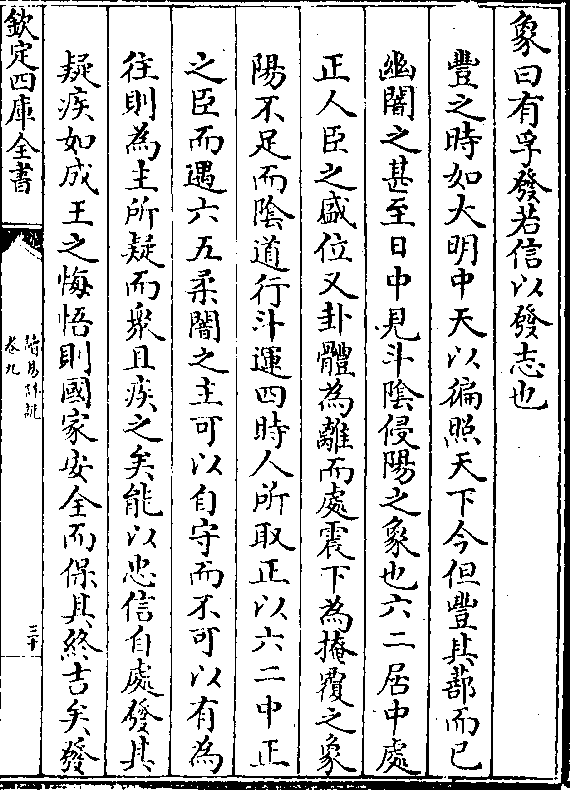 象曰有孚發若信以發志也
豐之時如大明中天以徧照天下今但豐其蔀而已
幽闇之甚至日中見斗隂侵陽之象也六二居中處
正人臣之盛位又卦體為離而處震下為掩覆之象
陽不足而隂道行斗運四時人所取正以六二中正
之臣而遇六五柔闇之主可以自守而不可以有為
往則為主所疑而衆且疾之矣能以忠信自處發其
疑疾如成王之悔悟則國家安全而保其終吉矣發
欽定四庫全書
卷九
三十